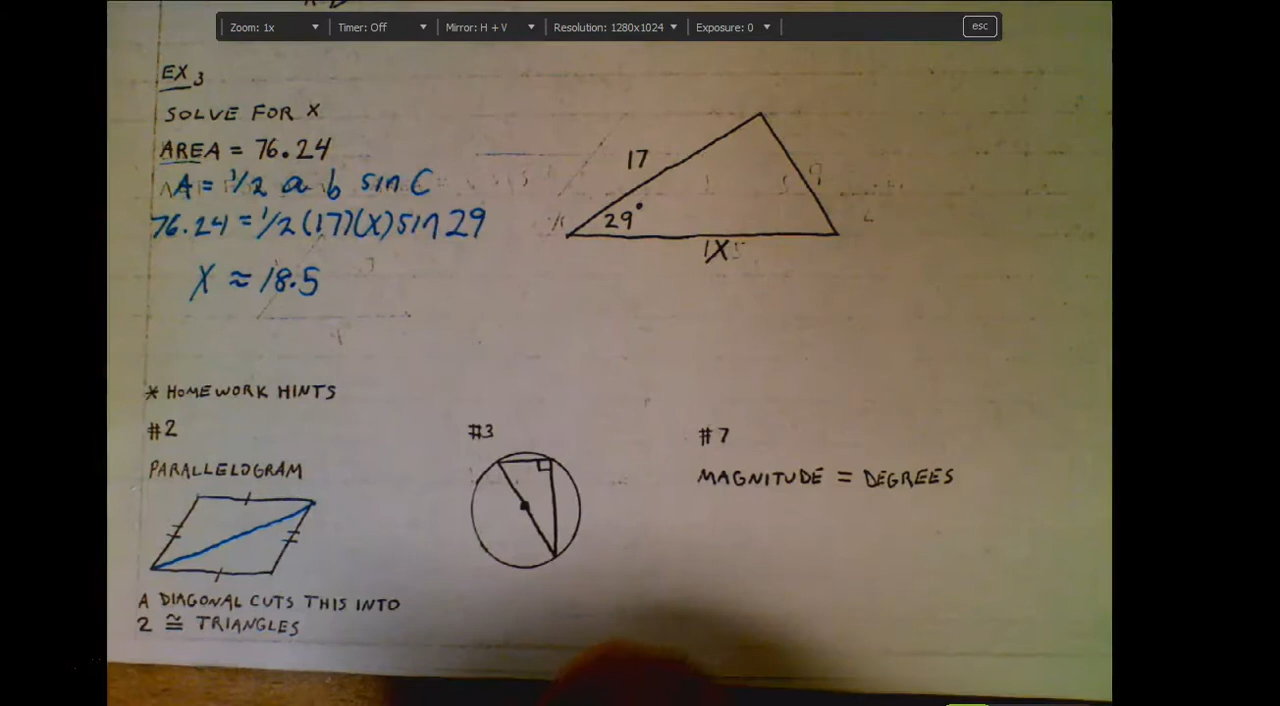 Zoom: 1x Timer: Off Mirror: H + V Resolution: 1280x1024 Exposure: 0 esc
EX 3
SOLVE FOR X
AREA = 76.24
A = 1/2 a b sin C
76.24 = 1/2 (17)(X) sin 29
X ≈ 18.5
17
29°
X
* HOMEWORK HINTS
#2
PARALLELOGRAM
A DIAGONAL CUTS THIS INTO
2 ≅ TRIANGLES
#3
#7
MAGNITUDE = DEGREES